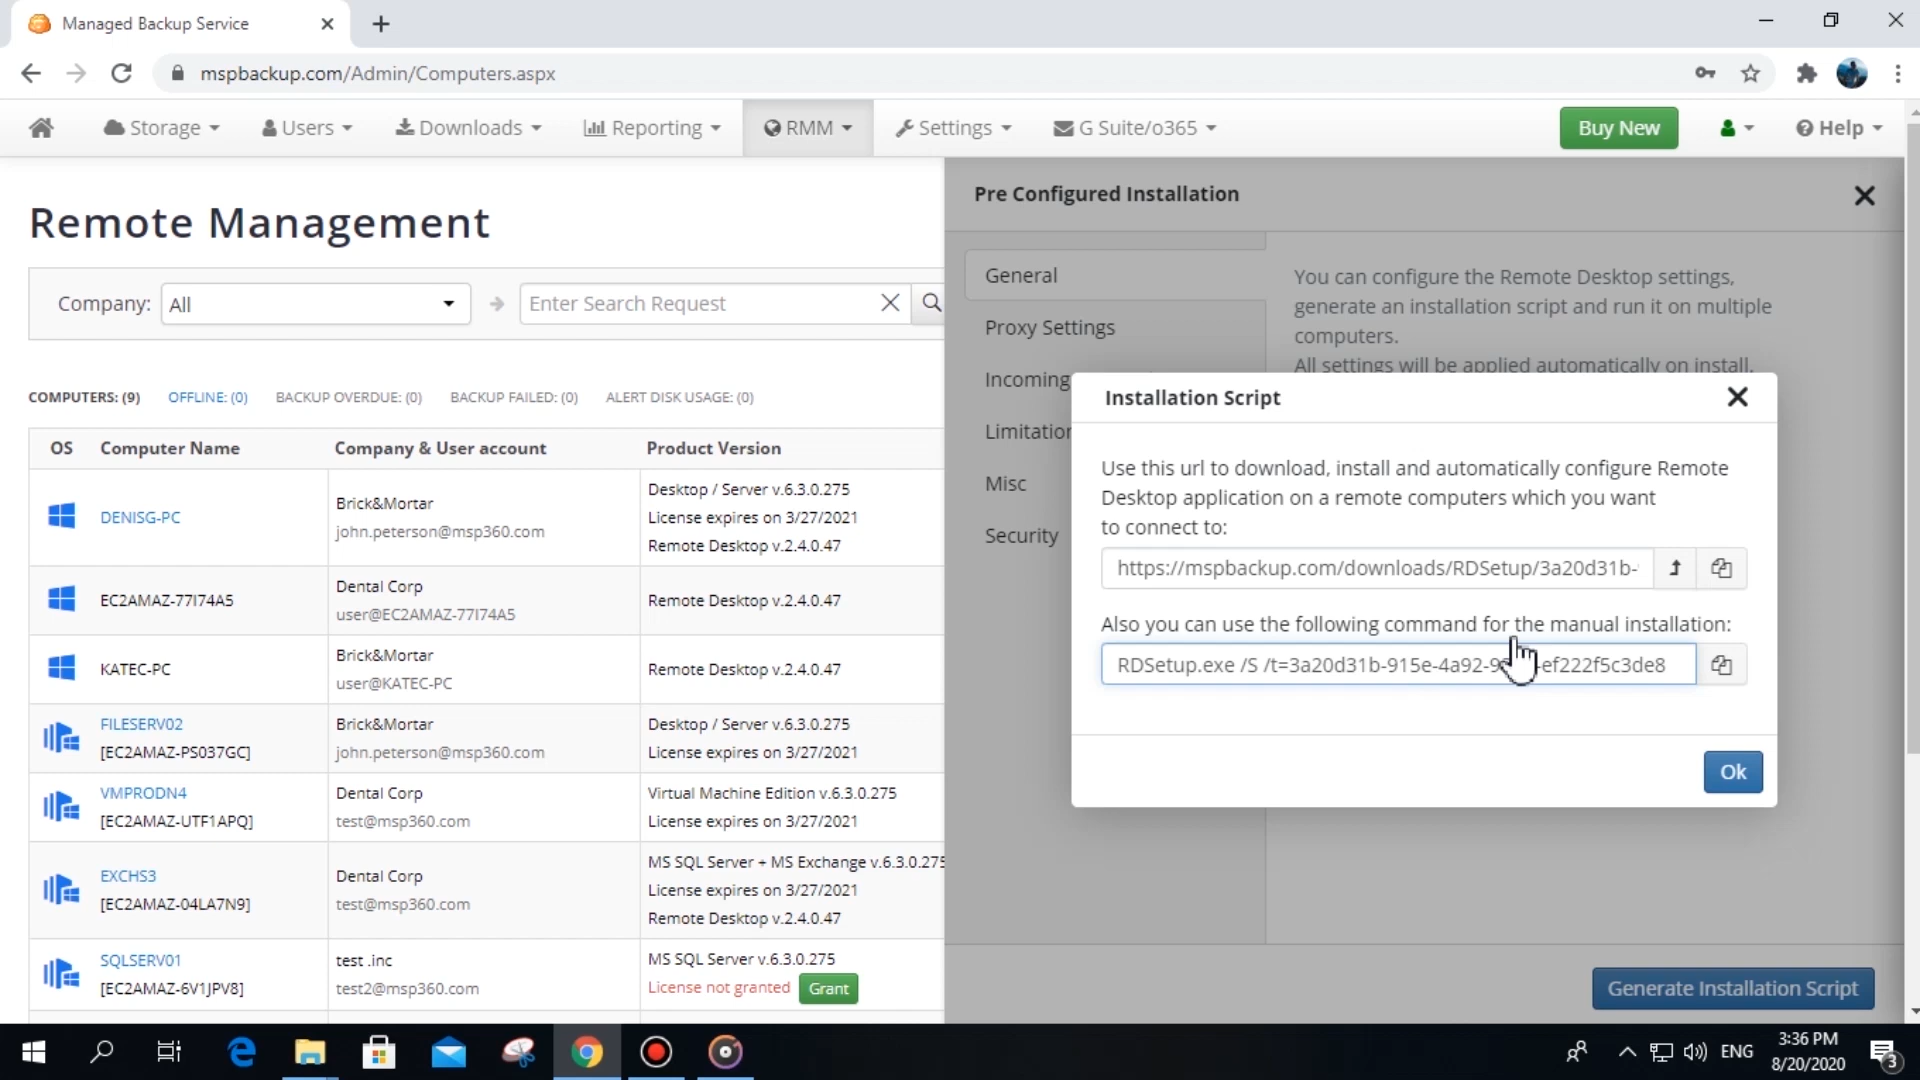 Managed Backup Service
mspbackup.com/Admin/Computers.aspx
Storage
Users
Downloads
Reporting
RMM
Settings
G Suite/o365
Buy New
Help
Remote Management
Company: All
Enter Search Request
COMPUTERS: (9) OFFLINE: (0) BACKUP OVERDUE: (0) BACKUP FAILED: (0) ALERT DISK USAGE: (0)
OS Computer Name Company & User account Product Version
DENISG-PC
Brick&Mortar
john.peterson@msp360.com
Desktop / Server v.6.3.0.275
License expires on 3/27/2021
Remote Desktop v.2.4.0.47
EC2AMAZ-77I74A5
Dental Corp
user@EC2AMAZ-77I74A5
Remote Desktop v.2.4.0.47
KATEC-PC
Brick&Mortar
user@KATEC-PC
Remote Desktop v.2.4.0.47
FILESERV02
[EC2AMAZ-PS037GC]
Brick&Mortar
john.peterson@msp360.com
Desktop / Server v.6.3.0.275
License expires on 3/27/2021
VMPRODN4
[EC2AMAZ-UTF1APQ]
Dental Corp
test@msp360.com
Virtual Machine Edition v.6.3.0.275
License expires on 3/27/2021
EXCHS3
[EC2AMAZ-04LA7N9]
Dental Corp
test@msp360.com
MS SQL Server + MS Exchange v.6.3.0.275
License expires on 3/27/2021
Remote Desktop v.2.4.0.47
SQLSERV01
[EC2AMAZ-6V1JPV8]
test .inc
test2@msp360.com
MS SQL Server v.6.3.0.275
License not granted Grant
Pre Configured Installation
General
Proxy Settings
Incoming
Misc
Security
You can configure the Remote Desktop settings,
generate an installation script and run it on multiple
computers.
All settings will be applied automatically on install.
Installation Script
Use this url to download, install and automatically configure Remote
Desktop application on a remote computers which you want
to connect to:
https://mspbackup.com/downloads/RDSetup/3a20d31b-
Also you can use the following command for the manual installation:
RDSetup.exe /S /t=3a20d31b-915e-4a92-9 ef222f5c3de8
Ok
Generate Installation Script
ENG
3:36 PM
8/20/2020
3